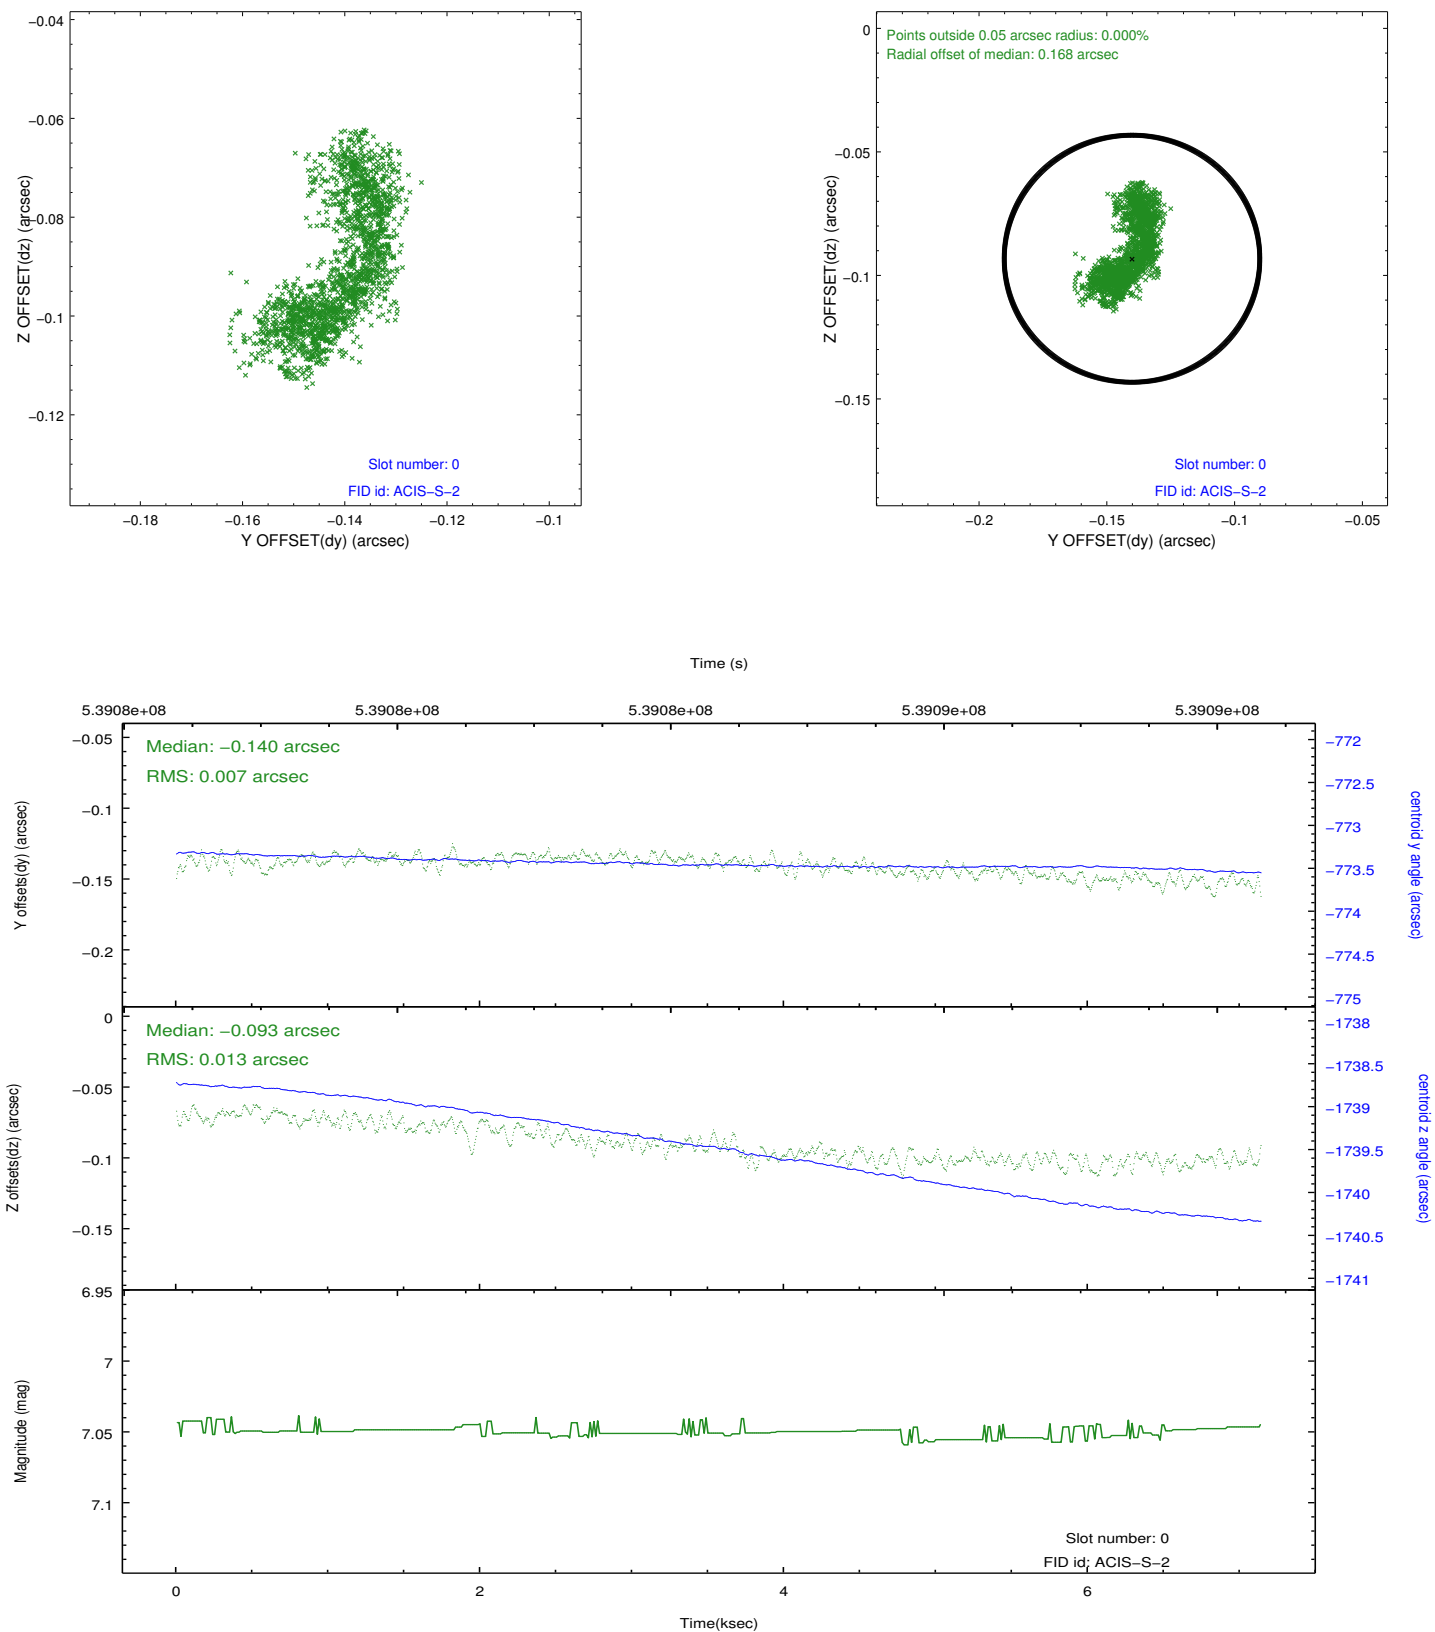 −0.04
−0.06
−0.08
−0.1
−0.12
Z OFFSET(dz) (arcsec)
Slot number: 0
FID id: ACIS−S−2
−0.18
−0.16
−0.14
−0.12
−0.1
Y OFFSET(dy) (arcsec)
Points outside 0.05 arcsec radius: 0.000%
Radial offset of median: 0.168 arcsec
0
−0.05
−0.1
−0.15
Z OFFSET(dz) (arcsec)
Slot number: 0
FID id: ACIS−S−2
−0.2
−0.15
−0.1
−0.05
Y OFFSET(dy) (arcsec)
Time (s)
5.3908e+08
5.3908e+08
5.3908e+08
5.3909e+08
5.3909e+08
Median: −0.140 arcsec
RMS: 0.007 arcsec
−0.05
−0.1
−0.15
−0.2
Y offsets(dy) (arcsec)
−772
−772.5
−773
−773.5
−774
−774.5
−775
centroid y angle (arcsec)
Median: −0.093 arcsec
RMS: 0.013 arcsec
0
−0.05
−0.1
−0.15
Z offsets(dz) (arcsec)
−1738
−1738.5
−1739
−1739.5
−1740
−1740.5
−1741
centroid z angle (arcsec)
6.95
7
7.05
7.1
Magnitude (mag)
Slot number: 0
FID id; ACIS−S−2
0
2
4
6
Time(ksec)